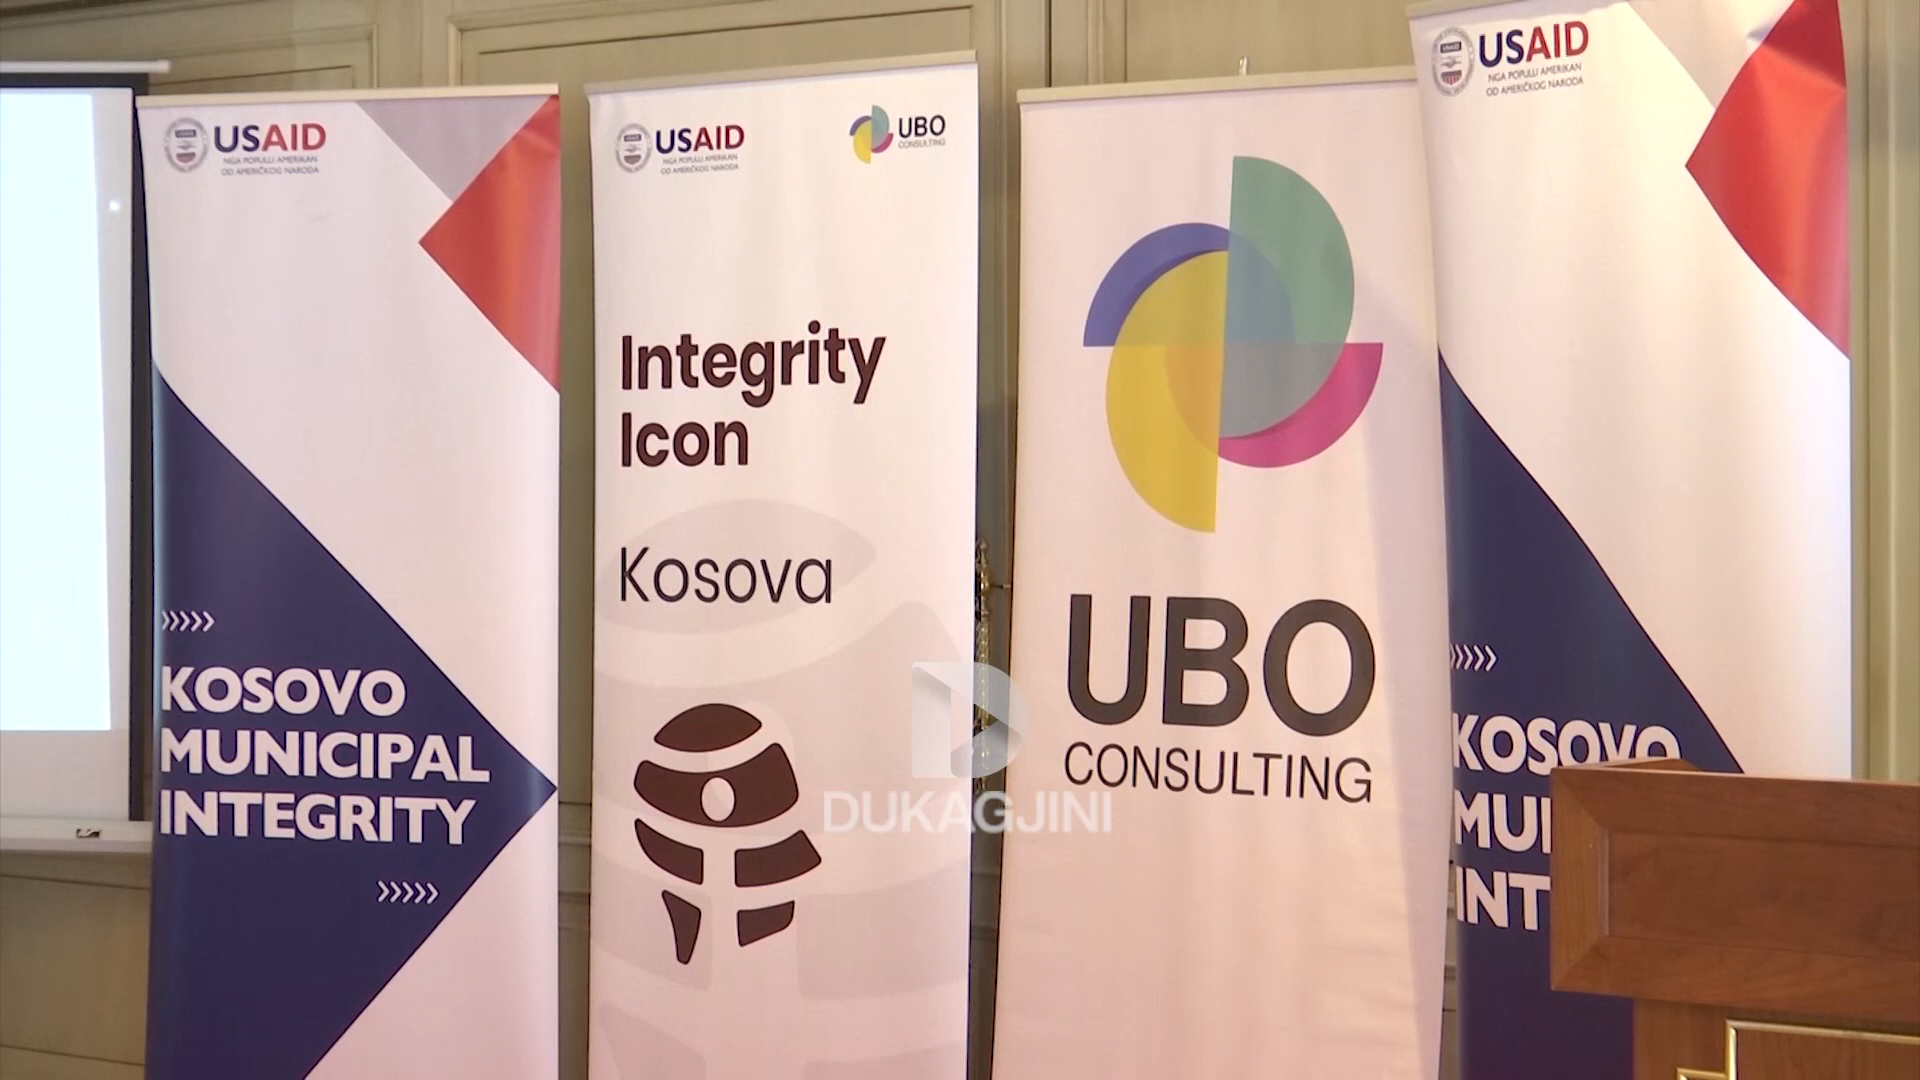 USAID
NGA POPULLI AMERIKAN
OD AMERIČKOG NARODA
KOSOVO
MUNICIPAL
INTEGRITY
USAID
NGA POPULLI AMERIKAN
OD AMERIČKOG NARODA
UBO
CONSULTING
Integrity
Icon
Kosova
UBO
CONSULTING
USAID
NGA POPULLI AMERIKAN
OD AMERIČKOG NARODA
KOSOVO
MUNI
INT
DUKAGJINI